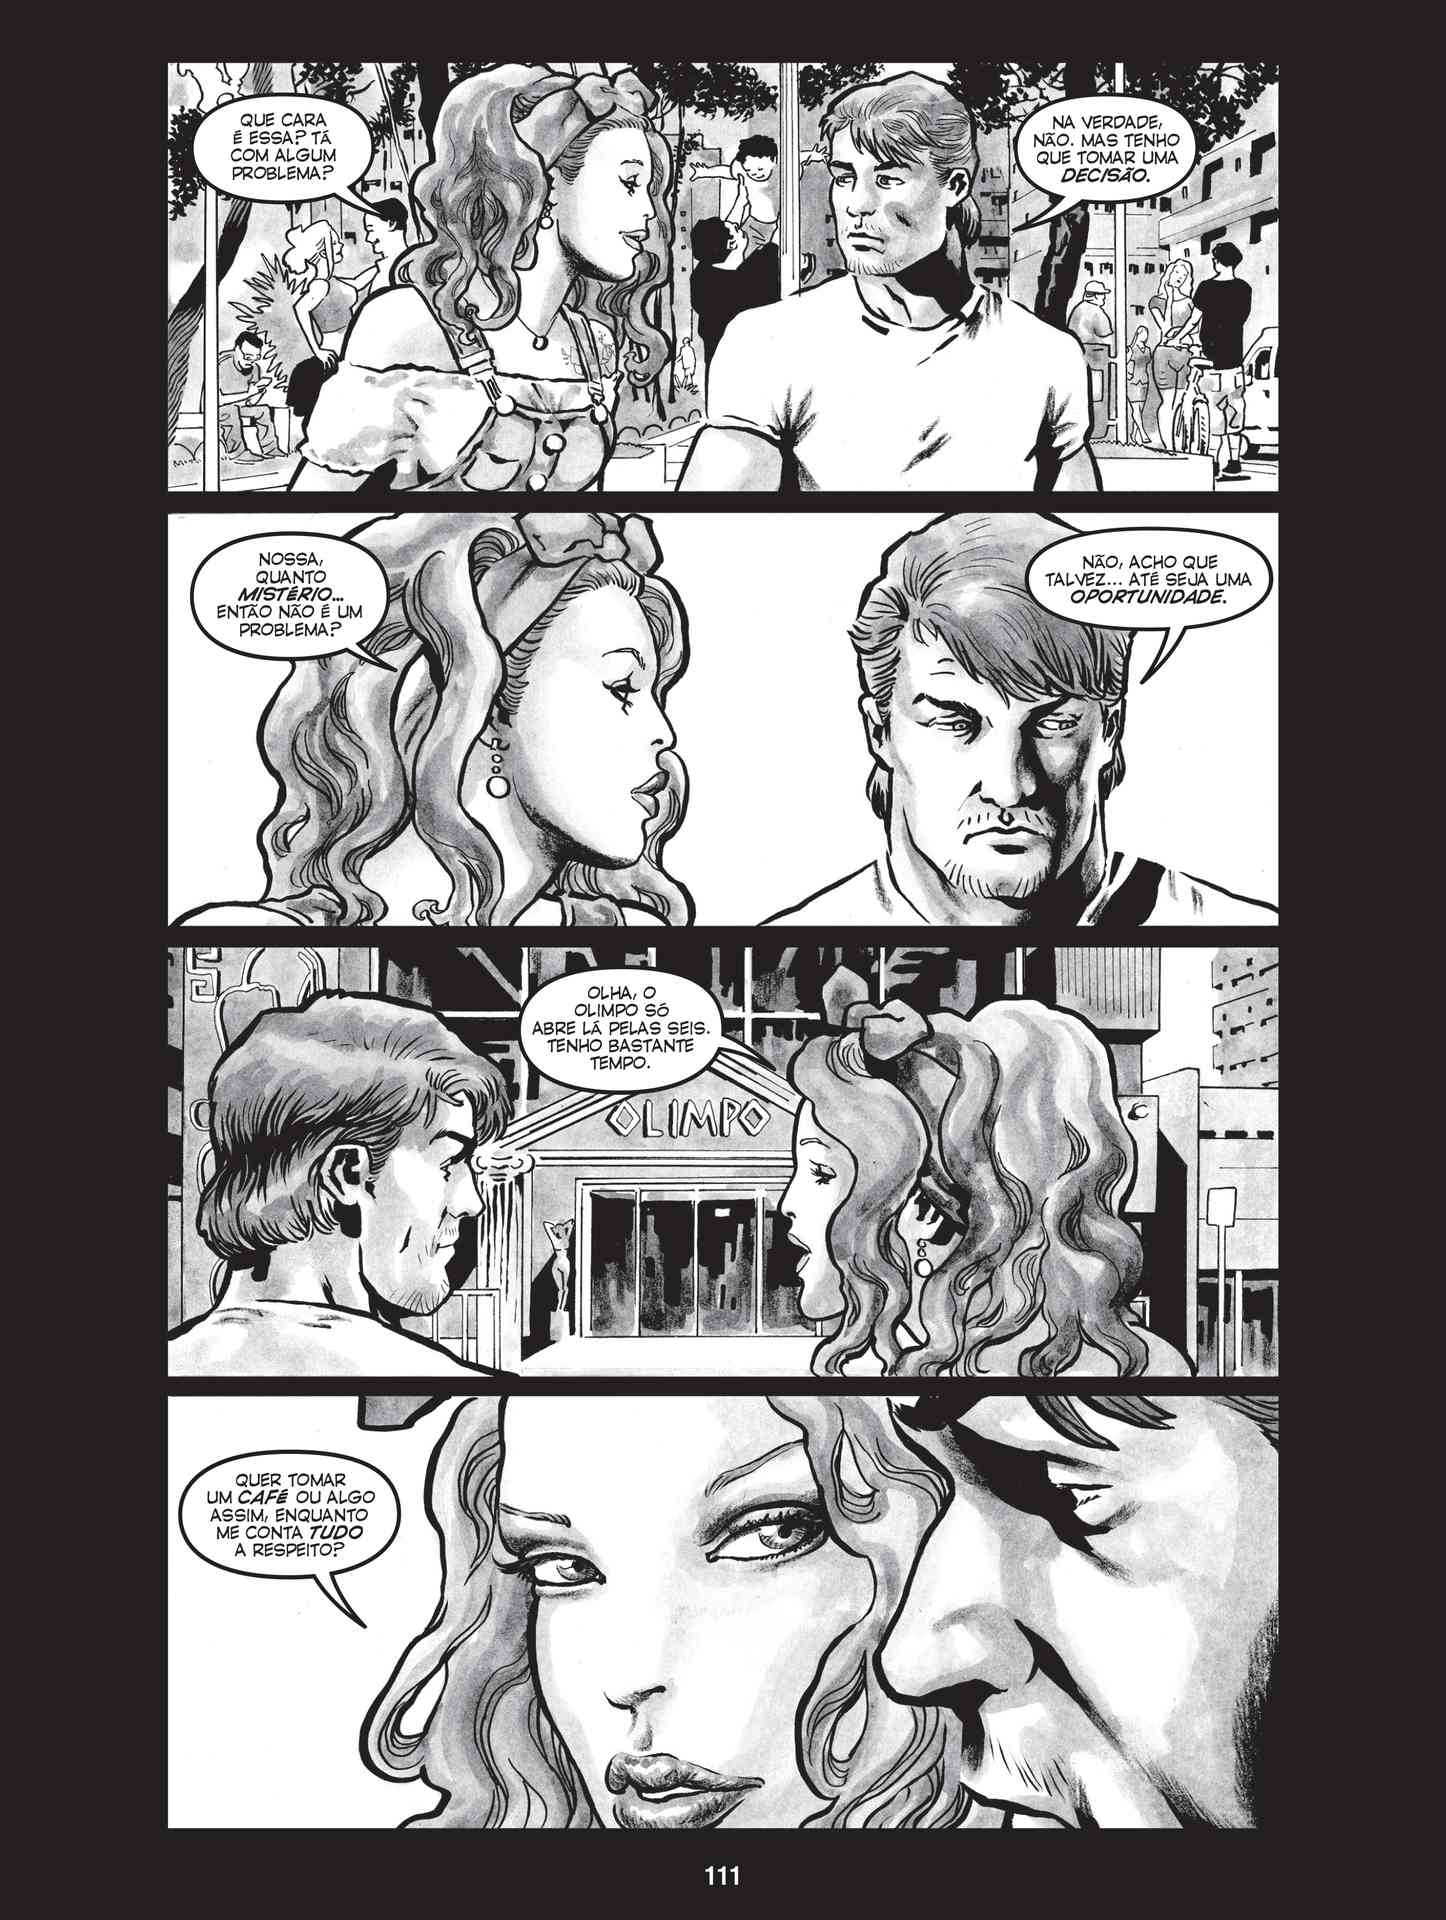 QUE CARA
É ESSA? TÁ
COM ALGUM
PROBLEMA?
NA VERDADE,
NÃO. MAS TENHO
QUE TOMAR UMA
DECISÃO.
NOSSA,
QUANTO
MISTÉRIO...
ENTÃO NÃO É UM
PROBLEMA?
NÃO, ACHO QUE
TALVEZ... ATÉ SEJA UMA
OPORTUNIDADE.
OLHA, O
OLIMPO SÓ
ABRE LÁ PELAS SEIS.
TENHO BASTANTE
TEMPO.
OLIMPO
QUER TOMAR
UM CAFÉ OU ALGO
ASSIM, ENQUANTO
ME CONTA TUDO
A RESPEITO?
111